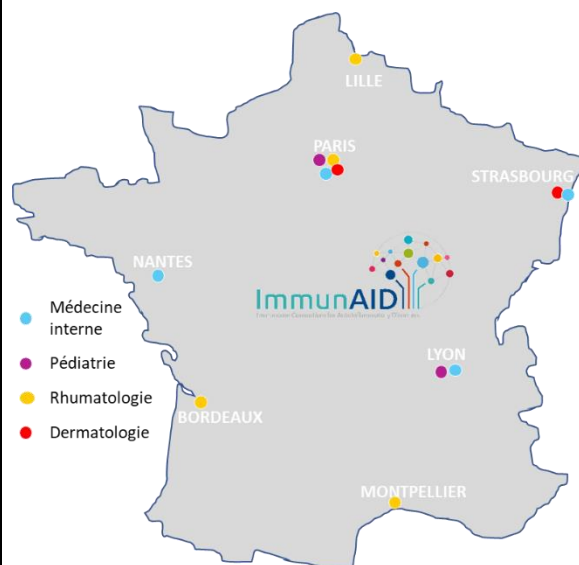 LILLE
PARIS
STRASBOURG
NANTES
ImmunAID
Médecine
interne
Pédiatrie
LYON
Rhumatologie
BORDEAUX
Dermatologie
MONTPELLIER